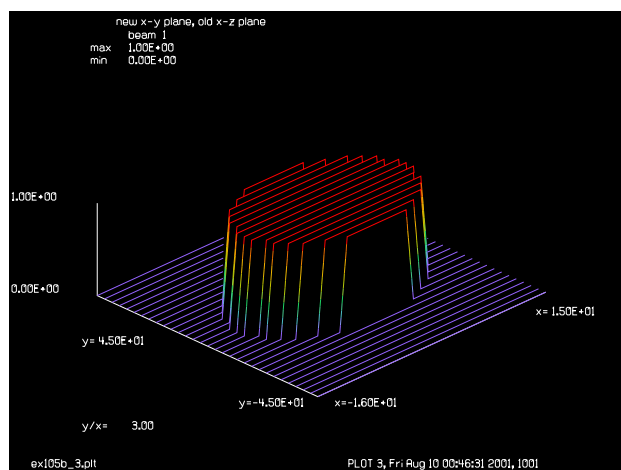 new x-y plane, old x-z plane
beam 1
max 1.00E+00
min 0.00E+00
1.00E+00
0.00E+00
x= 1.50E+01
y= 4.50E+01
y=-4.50E+01
x=-1.60E+01
y/x= 3.00
ex105b_3.plt
PLOT 3, Fri Aug 10 00:46:31 2001, 1001